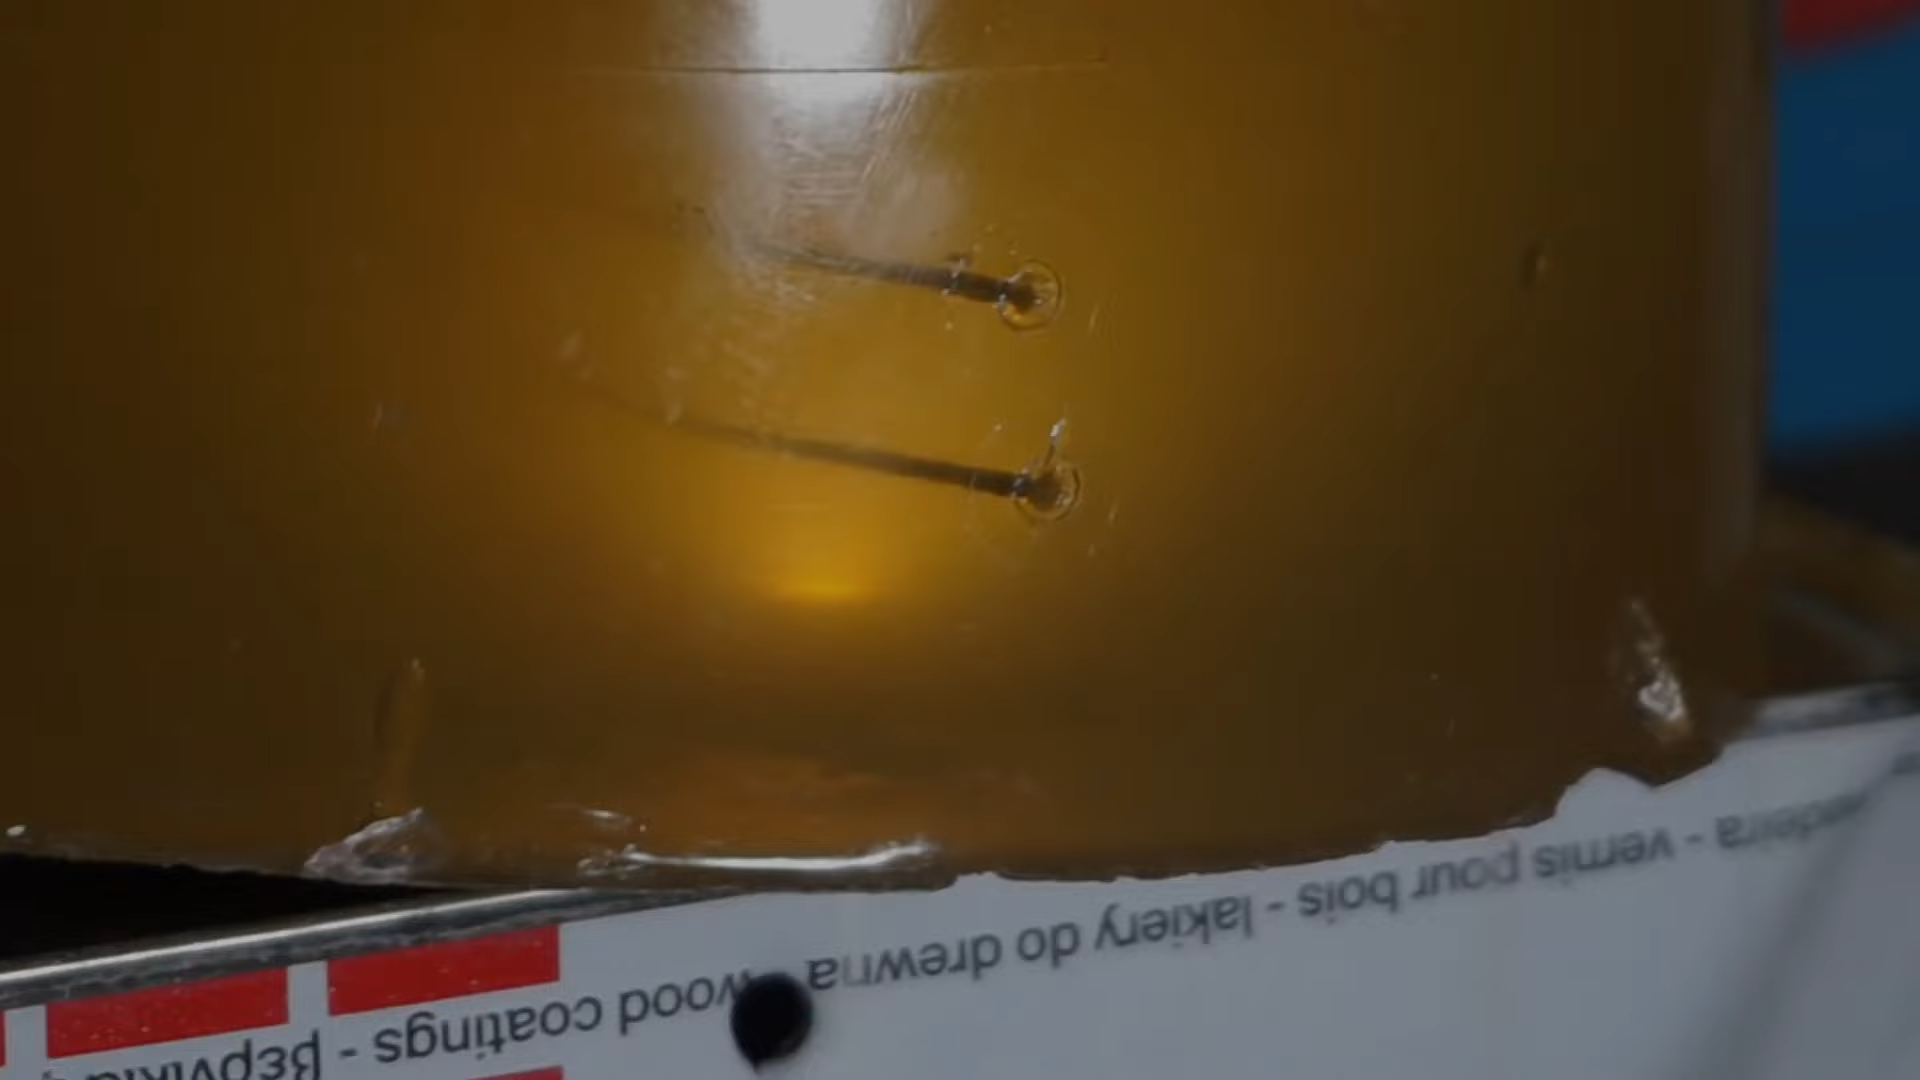 - vernis pour bois - lakiery do drewna wood coatings -